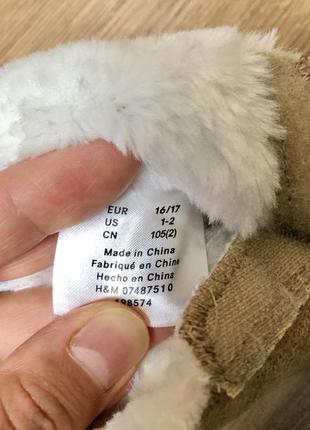 EUR 16/17
US 1-2
CN 105(2)
Made in China
Fabriqué en Chine
Hecho en China
H&M 07487510
498574